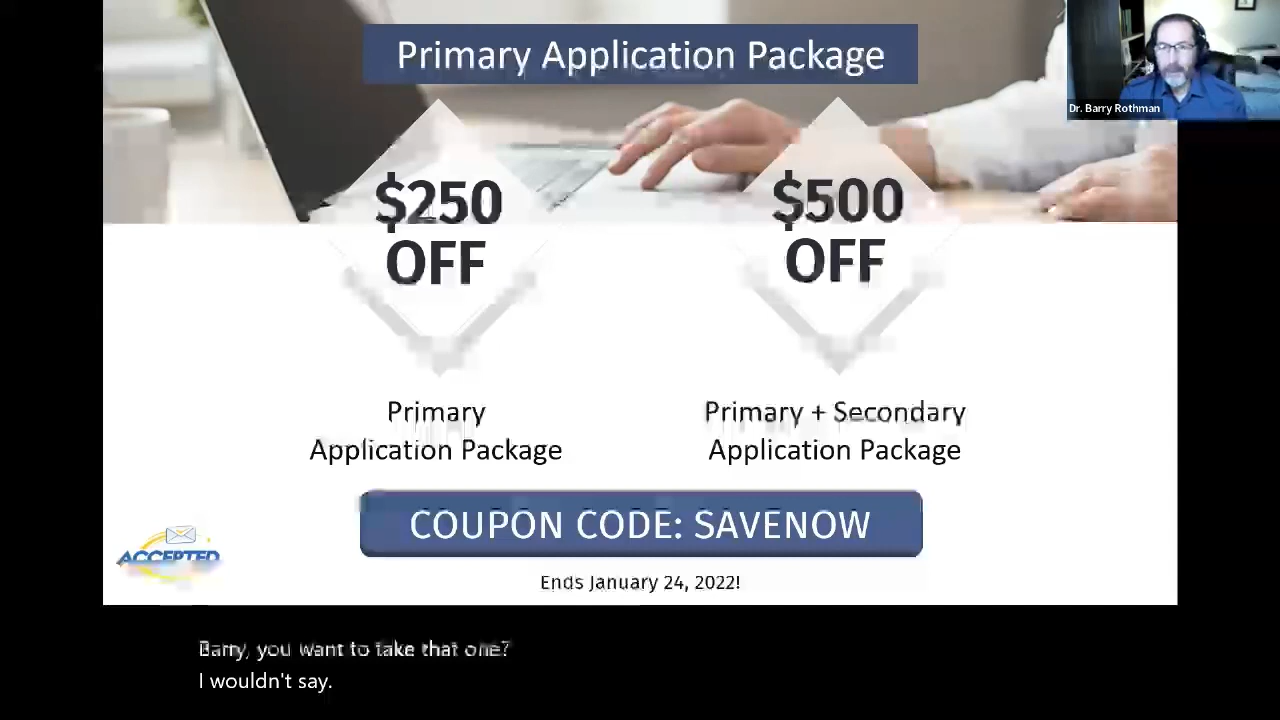 Primary Application Package
Dr. Barry Rothman
$250
OFF
$500
OFF
Primary
Application Package
Primary + Secondary
Application Package
COUPON CODE: SAVENOW
ACCEPTED
Ends January 24, 2022!
Barry, you want to take that one?
I wouldn't say.